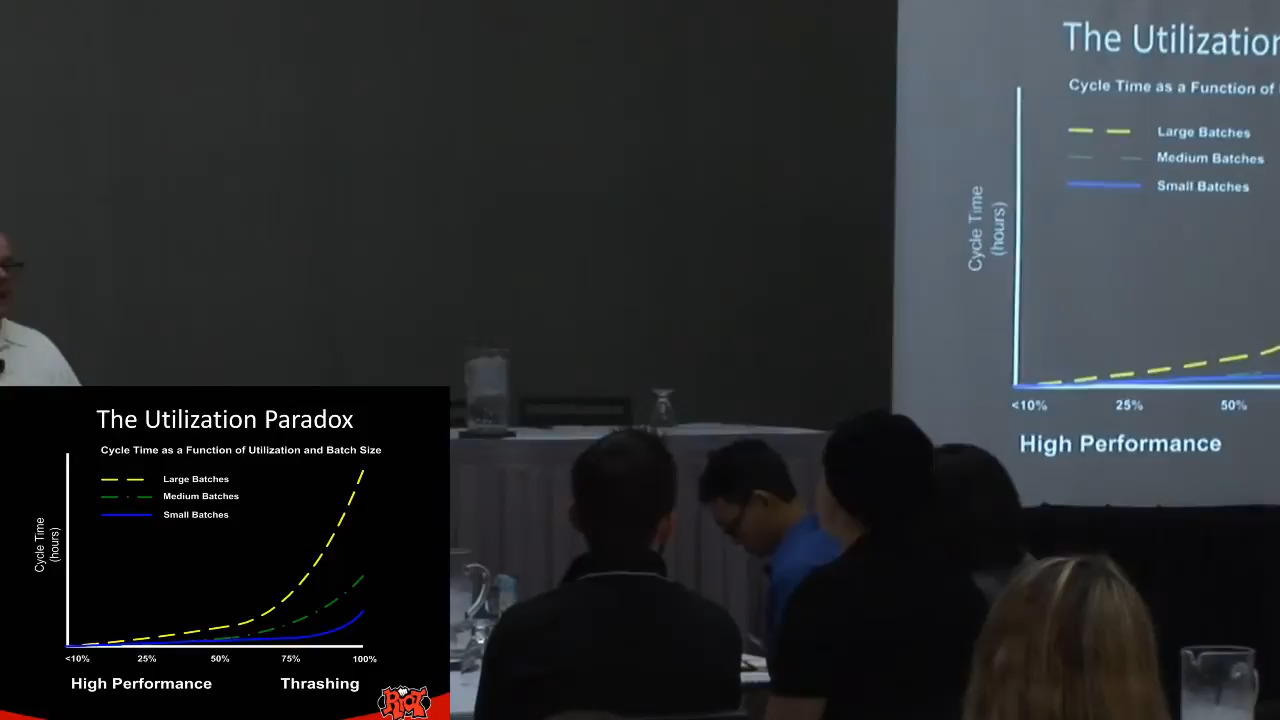 The Utilization
Cycle Time as a Function of
Large Batches
Medium Batches
Small Batches
Cycle Time
(hours)
<10% 25% 50%
High Performance
The Utilization Paradox
Cycle Time as a Function of Utilization and Batch Size
Large Batches
Medium Batches
Small Batches
Cycle Time
(hours)
<10% 25% 50% 75% 100%
High Performance Thrashing
RIOT